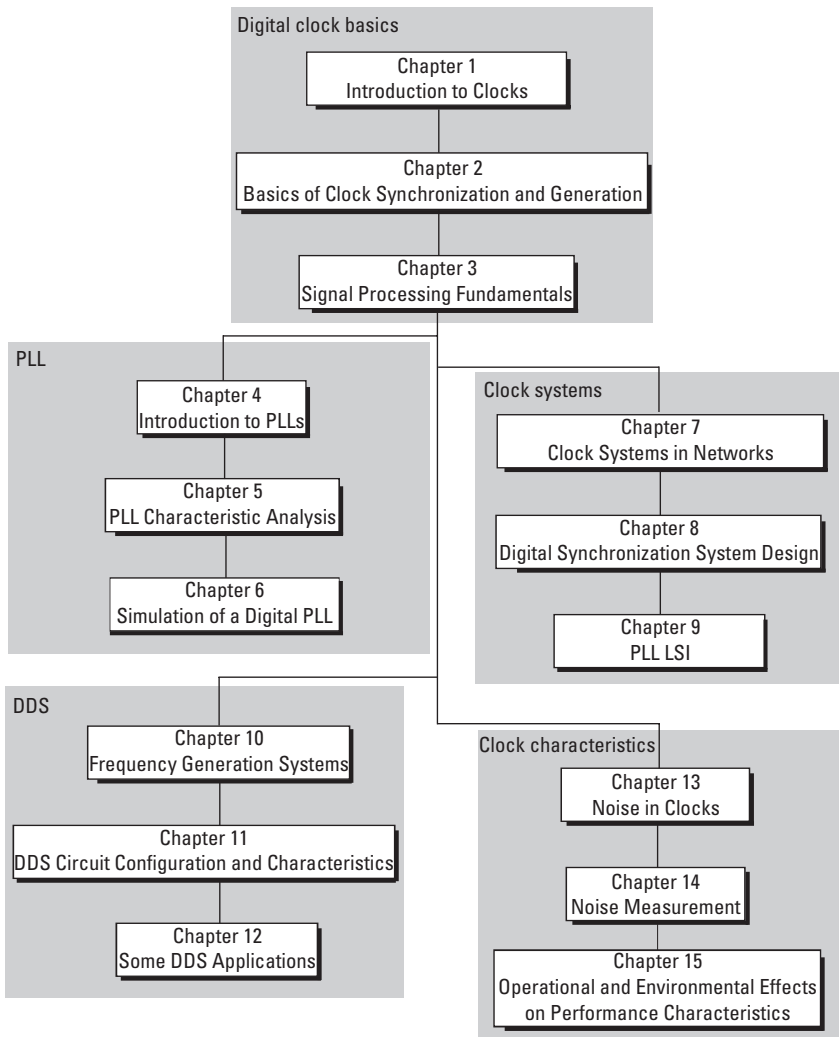 Digital clock basics
Chapter 1
Introduction to Clocks
Chapter 2
Basics of Clock Synchronization and Generation
Chapter 3
Signal Processing Fundamentals
PLL
Chapter 4
Introduction to PLLs
Chapter 5
PLL Characteristic Analysis
Chapter 6
Simulation of a Digital PLL
Clock systems
Chapter 7
Clock Systems in Networks
Chapter 8
Digital Synchronization System Design
Chapter 9
PLL LSI
DDS
Chapter 10
Frequency Generation Systems
Chapter 11
DDS Circuit Configuration and Characteristics
Chapter 12
Some DDS Applications
Clock characteristics
Chapter 13
Noise in Clocks
Chapter 14
Noise Measurement
Chapter 15
Operational and Environmental Effects
on Performance Characteristics